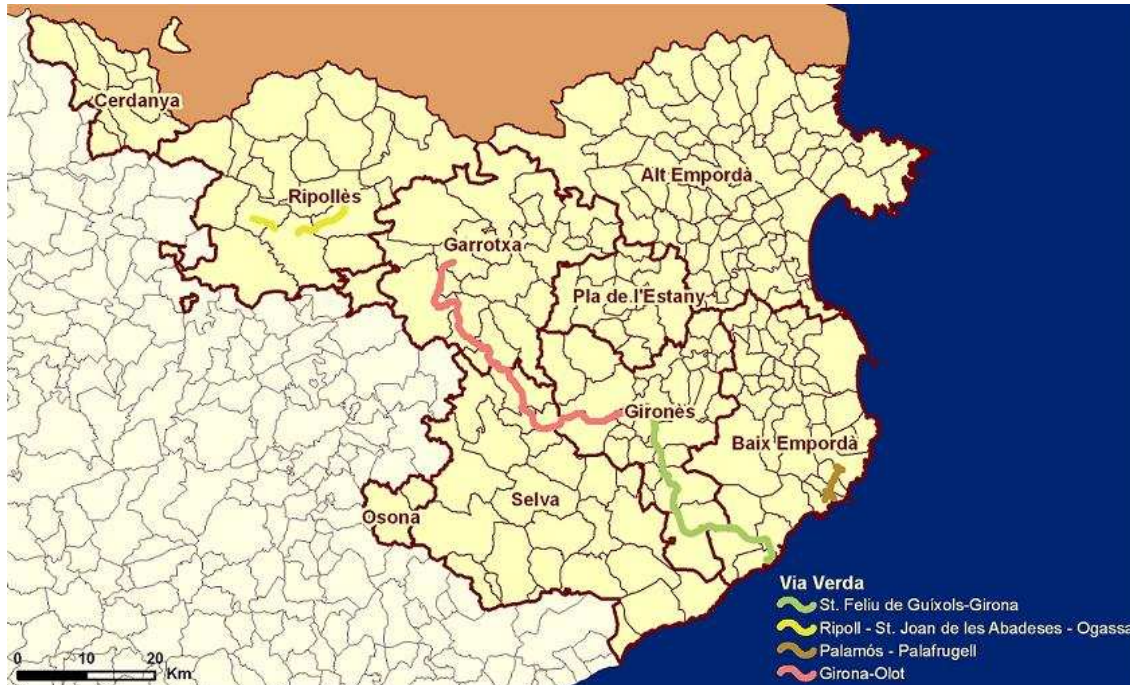 Cerdanya
Ripollès
Alt Empordà
Garrotxa
Pla de l'Estany
Gironès
Baix Empordà
Selva
Osona
Via Verda
St. Feliu de Guíxols-Girona
Ripoll - St. Joan de les Abadeses - Ogassa
Palamós - Palafrugell
Girona-Olot
0 10 20
Km